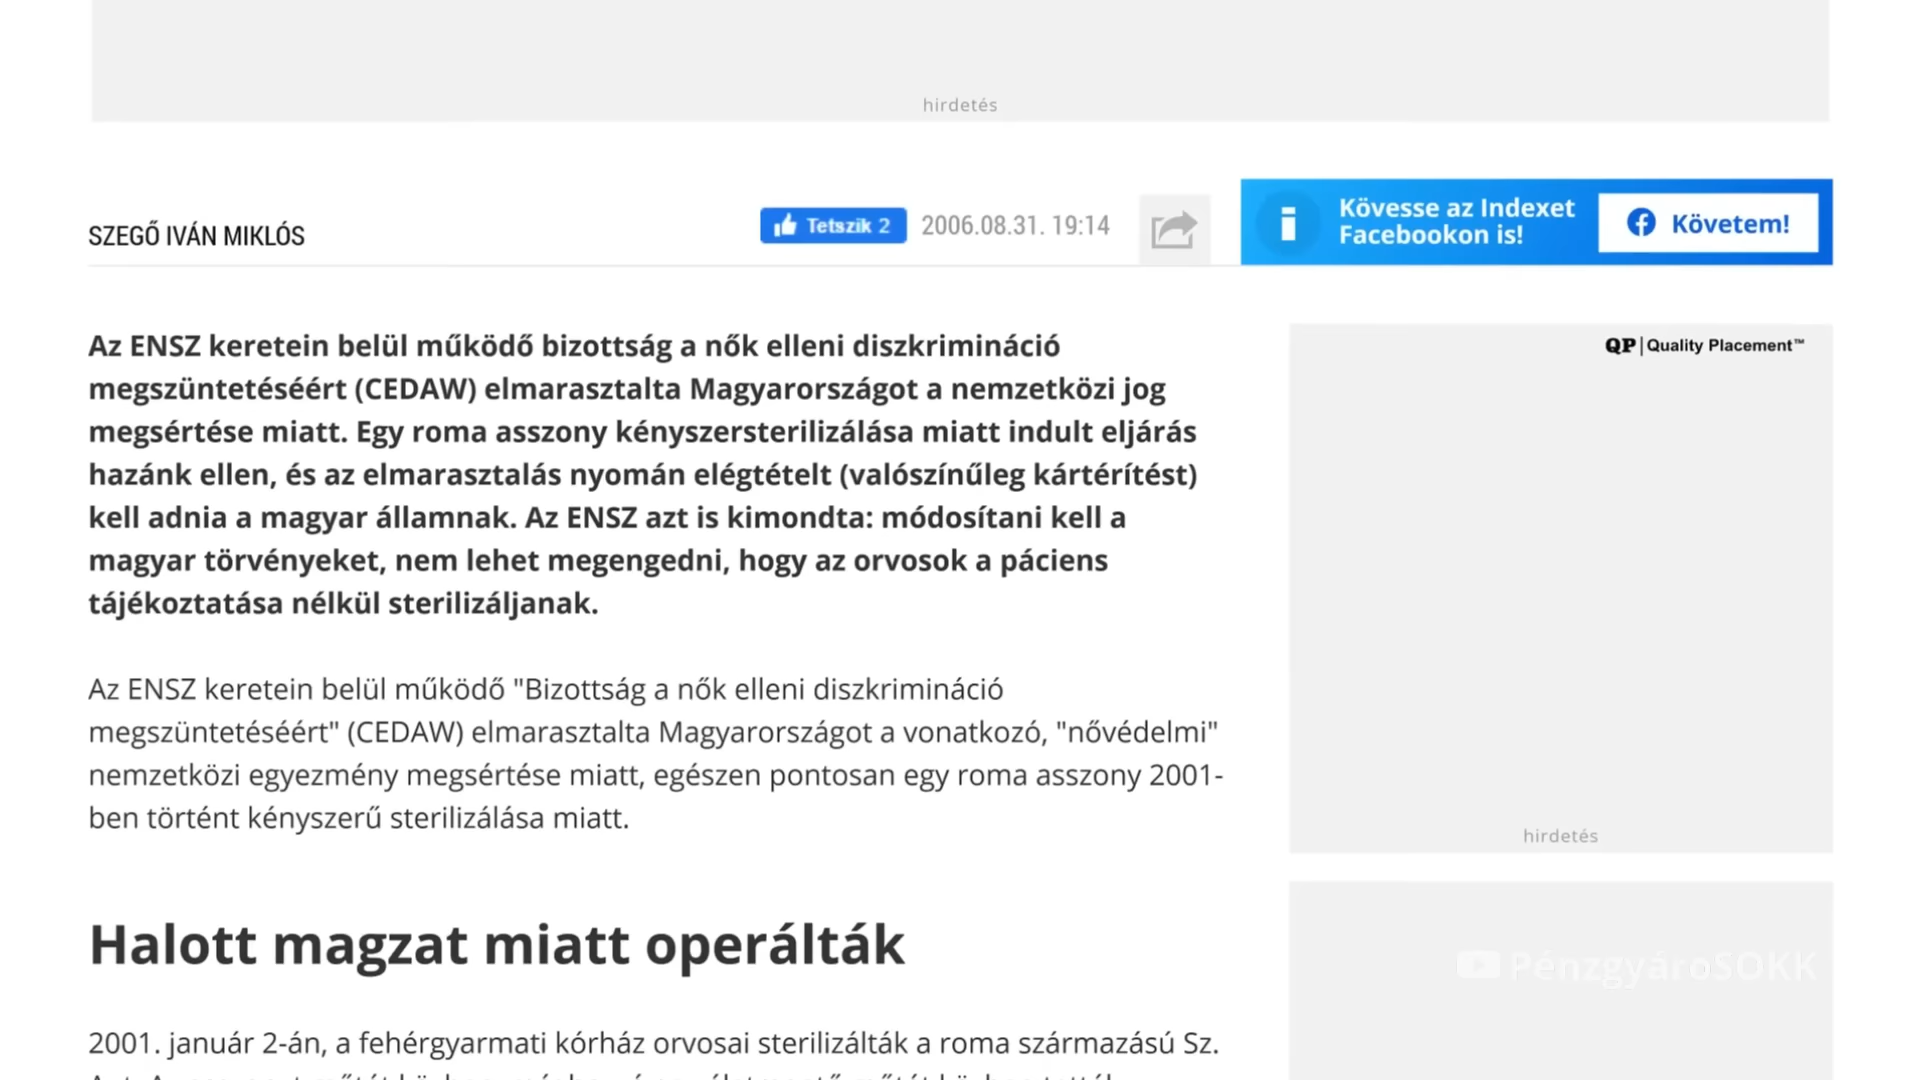 hirdetés
SZEGŐ IVÁN MIKLÓS
Tetszik 2
2006.08.31. 19:14
Kövesse az Indexet
Facebookon is!
Követem!
Az ENSZ keretein belül működő bizottság a nők elleni diszkrimináció
megszüntetéséért (CEDAW) elmarasztalta Magyarországot a nemzetközi jog
megsértése miatt. Egy roma asszony kényszersterilizálása miatt indult eljárás
hazánk ellen, és az elmarasztalás nyomán elégtételt (valószínűleg kártérítést)
kell adnia a magyar államnak. Az ENSZ azt is kimondta: módosítani kell a
magyar törvényeket, nem lehet megengedni, hogy az orvosok a páciens
tájékoztatása nélkül sterilizáljanak.
Az ENSZ keretein belül működő "Bizottság a nők elleni diszkrimináció
megszüntetéséért" (CEDAW) elmarasztalta Magyarországot a vonatkozó, "nővédelmi"
nemzetközi egyezmény megsértése miatt, egészen pontosan egy roma asszony 2001-
ben történt kényszerű sterilizálása miatt.
Halott magzat miatt operálták
2001. január 2-án, a fehérgyarmati kórház orvosai sterilizálták a roma származású Sz.
QP | Quality Placement™
hirdetés
PénzgyároSOKK